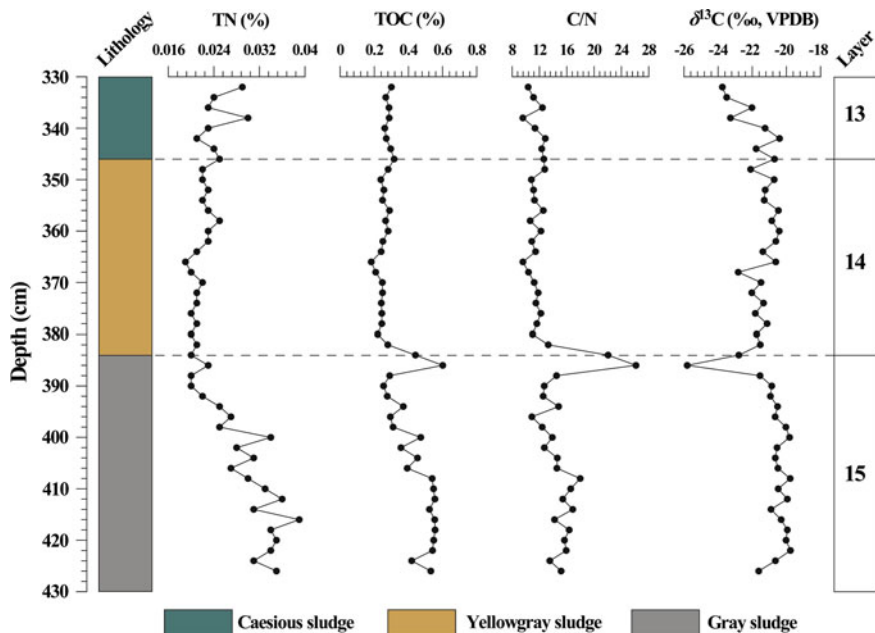 Lithology
TN (%)
TOC (%)
C/N
δ¹³C (‰, VPDB)
Layer
0.016 0.024 0.032 0.04
0 0.2 0.4 0.6 0.8
8 12 16 20 24 28
-26 -24 -22 -20 -18
Depth (cm)
330
340
350
360
370
380
390
400
410
420
430
13
14
15
Caesious sludge
Yellowgray sludge
Gray sludge